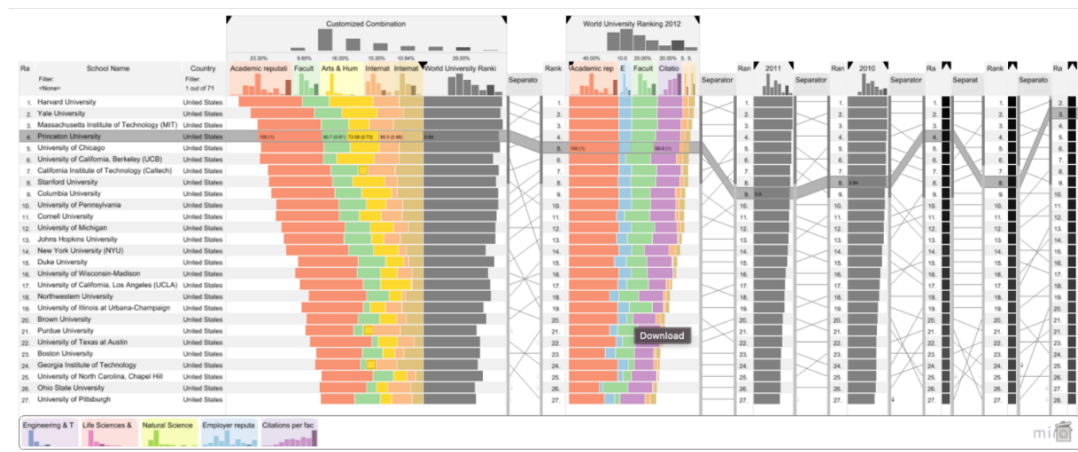 Customized Combination
World University Ranking 2012
23.30% 9.89% 18.00% 10.35% 10.94% 29.93%
40.00% 10.0 20.00% 20.00% 5. 5.
Ra School Name Country Academic reputati Facult Arts & Hum Internat Internat World University Ranki Separato Rank Academic rep E Facult Citatio Separator Ran 2011 Separator Ran 2010 Separator Ra Separat Rank Separato Ra
Filter: Filter:
<None> 1 out of 71
1. Harvard University United States
2. Yale University United States
3. Massachusetts Institute of Technology (MIT) United States
4. Princeton University United States
5. University of Chicago United States
6. University of California, Berkeley (UCB) United States
7. California Institute of Technology (Caltech) United States
8. Stanford University United States
9. Columbia University United States
10. University of Pennsylvania United States
11. Cornell University United States
12. University of Michigan United States
13. Johns Hopkins University United States
14. New York University (NYU) United States
15. Duke University United States
16. University of Wisconsin-Madison United States
17. University of California, Los Angeles (UCLA) United States
18. Northwestern University United States
19. University of Illinois at Urbana-Champaign United States
20. Brown University United States
21. Purdue University United States
22. University of Texas at Austin United States
23. Boston University United States
24. Georgia Institute of Technology United States
25. University of North Carolina, Chapel Hill United States
26. Ohio State University United States
27. University of Pittsburgh United States
Download
Engineering & T Life Sciences & Natural Science Employer reputa Citations per fac